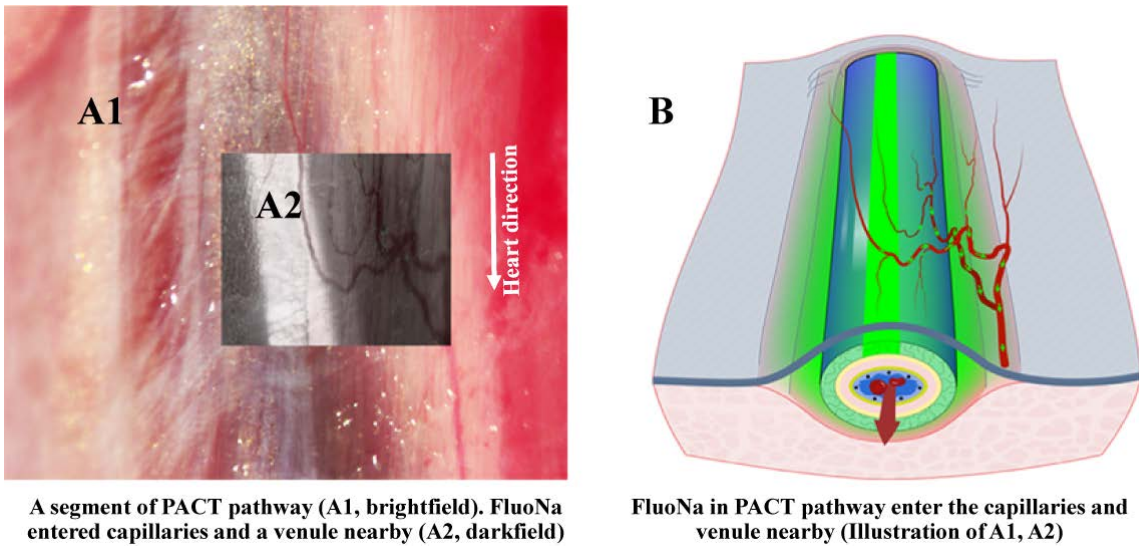 A1
A2
Heart direction
B
A segment of PACT pathway (A1, brightfield). FluoNa
entered capillaries and a venule nearby (A2, darkfield)
FluoNa in PACT pathway enter the capillaries and
venule nearby (Illustration of A1, A2)